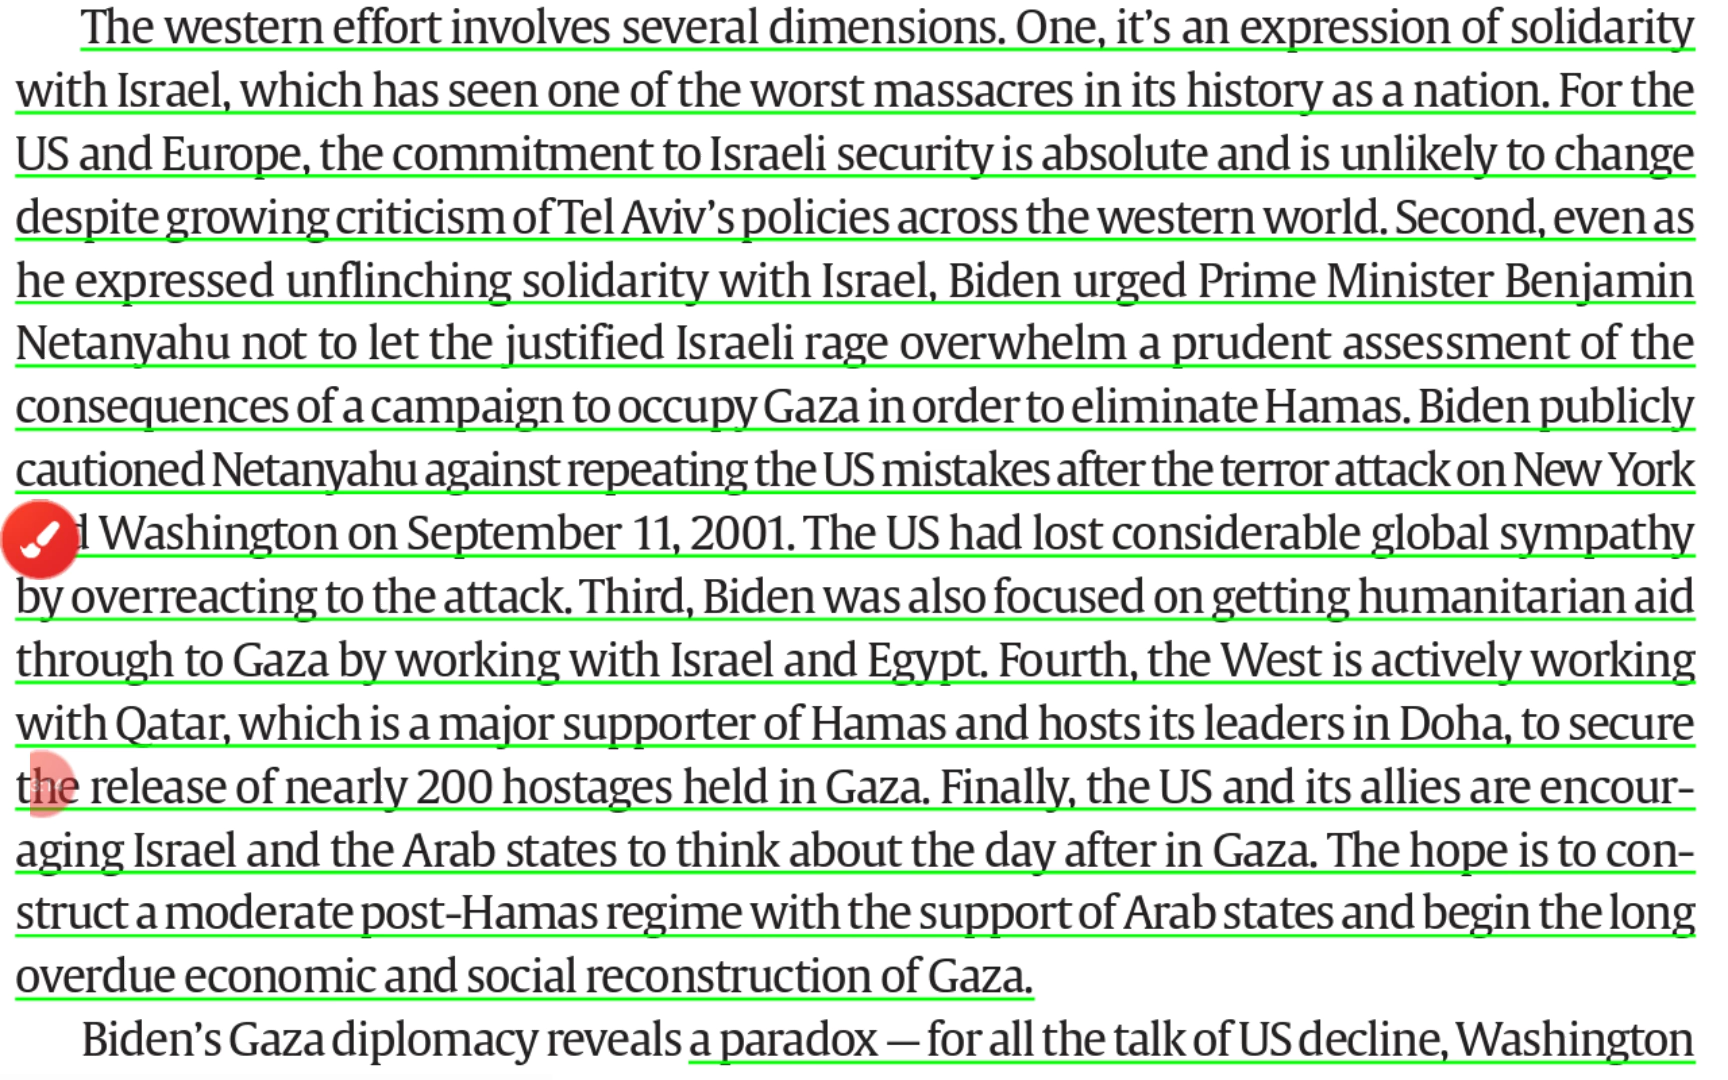 The western effort involves several dimensions. One, it’s an expression of solidarity
with Israel, which has seen one of the worst massacres in its history as a nation. For the
US and Europe, the commitment to Israeli security is absolute and is unlikely to change
despite growing criticism of Tel Aviv’s policies across the western world. Second, even as
he expressed unflinching solidarity with Israel, Biden urged Prime Minister Benjamin
Netanyahu not to let the justified Israeli rage overwhelm a prudent assessment of the
consequences of a campaign to occupy Gaza in order to eliminate Hamas. Biden publicly
cautioned Netanyahu against repeating the US mistakes after the terror attack on New York
Washington on September 11, 2001. The US had lost considerable global sympathy
by overreacting to the attack. Third, Biden was also focused on getting humanitarian aid
through to Gaza by working with Israel and Egypt. Fourth, the West is actively working
with Qatar, which is a major supporter of Hamas and hosts its leaders in Doha, to secure
the release of nearly 200 hostages held in Gaza. Finally, the US and its allies are encour-
aging Israel and the Arab states to think about the day after in Gaza. The hope is to con-
struct a moderate post-Hamas regime with the support of Arab states and begin the long
overdue economic and social reconstruction of Gaza.
Biden’s Gaza diplomacy reveals a paradox — for all the talk of US decline, Washington